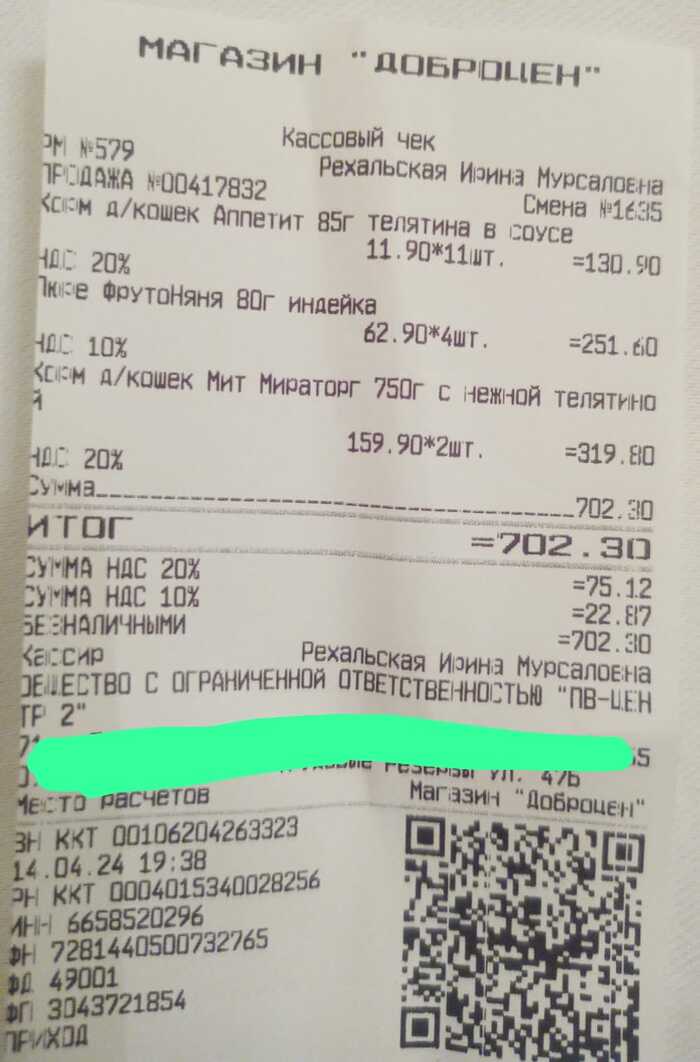 МАГАЗИН "ДОБРОЦЕН"
Кассовый чек
РМ №579
Рехальская Ирина Мурсаловна
ПРОДАЖА №00417832
Смена №1635
Корм д/кошек Аппетит 85г телятина в соусе
11.90*11шт. =130.90
НДС 20%
Пюре ФрутоНяня 80г индейка
62.90*4шт. =251.60
НДС 10%
Корм д/кошек Мит Мираторг 750г с нежной телятино
й
159.90*2шт. =319.80
НДС 20%
Сумма 702.30
ИТОГ =702.30
СУММА НДС 20% =75.12
СУММА НДС 10% =22.87
БЕЗНАЛИЧНЫМИ =702.30
Кассир Рехальская Ирина Мурсаловна
ОБЩЕСТВО С ОГРАНИЧЕННОЙ ОТВЕТСТВЕННОСТЬЮ "ПВ-ЦЕН
ТР 2"
Резервы ул. 47б
Место расчетов Магазин "Доброцен"
ЗН ККТ 00106204263323
14.04.24 19:38
РН ККТ 0004015340028256
ИНН 6658520296
ФН 7281440500732765
ФД 49001
ФП 3043721854
ПРИХОД